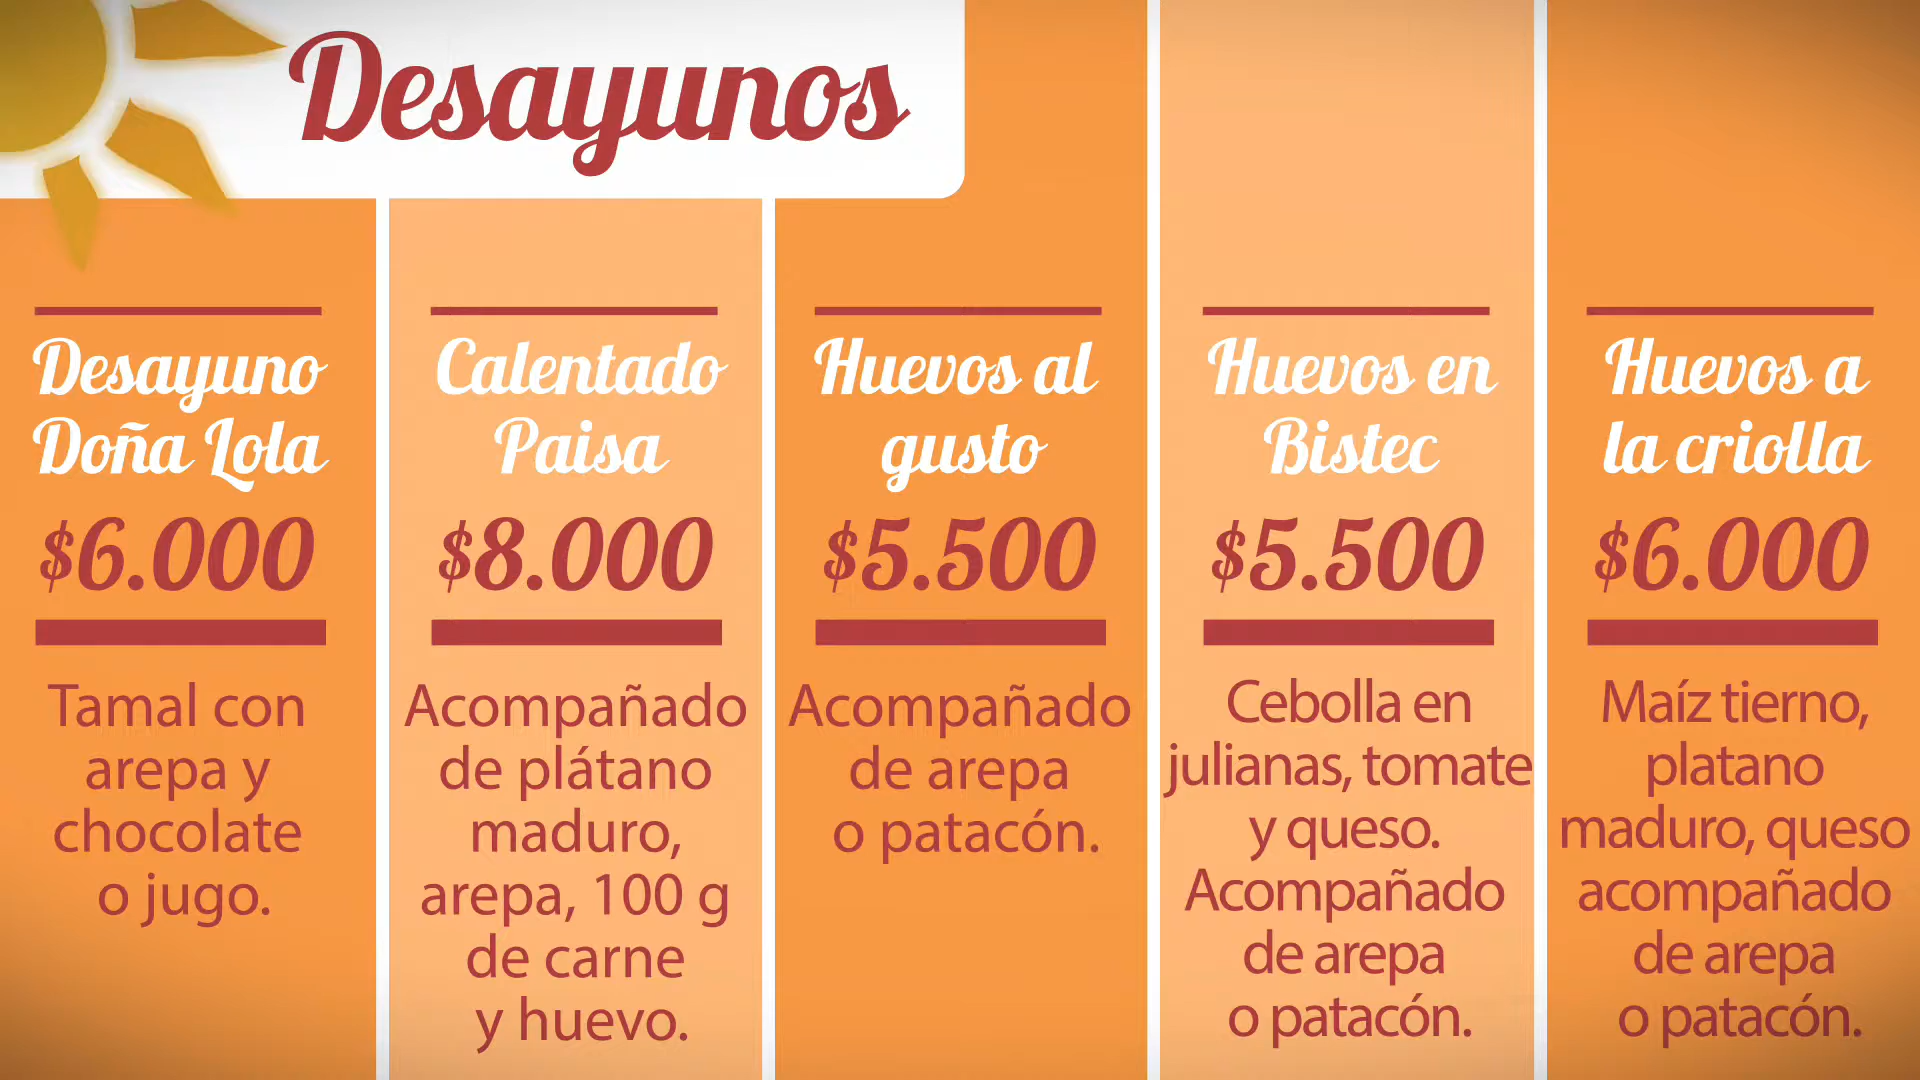 Desayunos
Desayuno
Doña Lola
$6.000
Tamal con
arepa y
chocolate
o jugo.
Calentado
Paisa
$8.000
Acompañado
de plátano
maduro,
arepa, 100 g
de carne
y huevo.
Huevos al
gusto
$5.500
Acompañado
de arepa
o patacón.
Huevos en
Bistec
$5.500
Cebolla en
julianas, tomate
y queso.
Acompañado
de arepa
o patacón.
Huevos a
la criolla
$6.000
Maíz tierno,
platano
maduro, queso
acompañado
de arepa
o patacón.